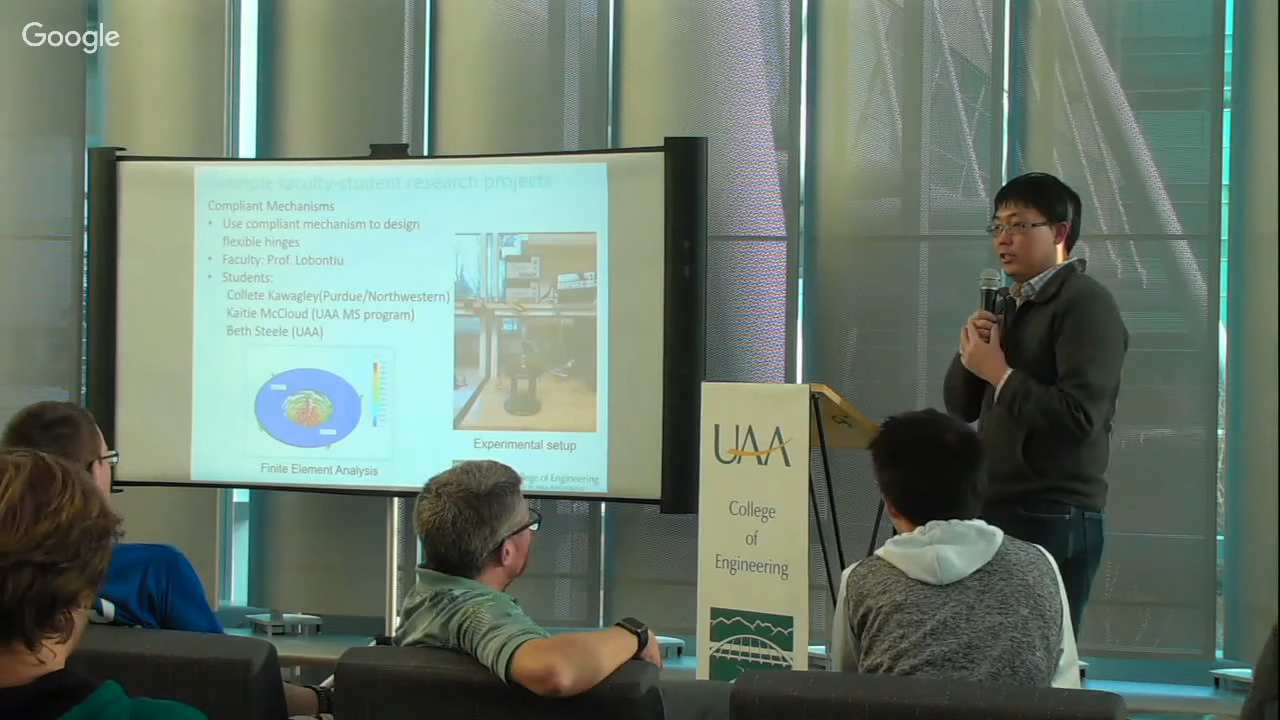 Google
faculty-student research projects
Compliant Mechanisms
• Use compliant mechanism to design
flexible hinges
• Faculty: Prof. Lobontiu
• Students:
Collete Kawagley(Purdue/Northwestern)
Kaitie McCloud (UAA MS program)
Beth Steele (UAA)
Experimental setup
Finite Element Analysis
College of Engineering
UAA
College
of
Engineering